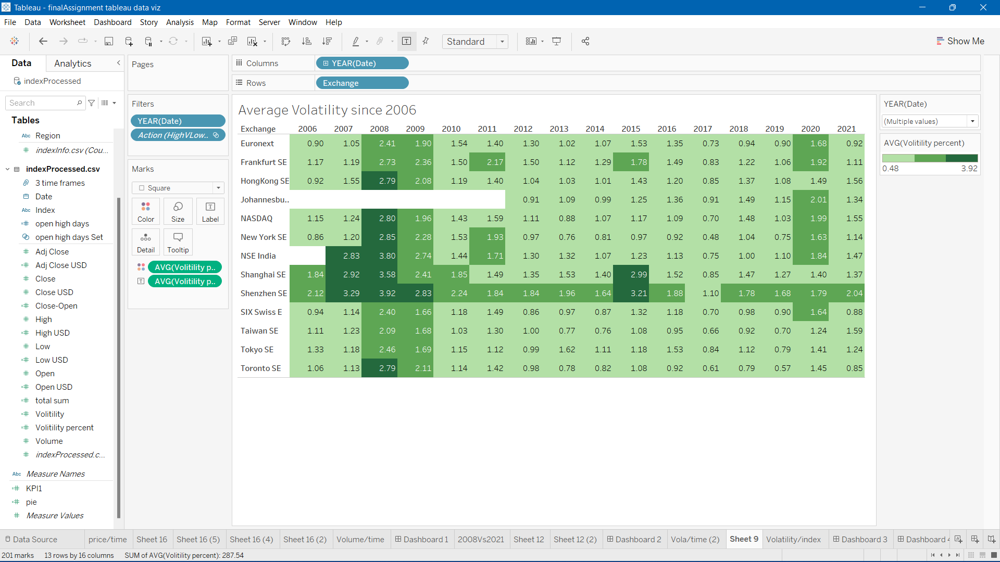 Tableau - finalAssignment tableau data viz
File Data Worksheet Dashboard Story Analysis Map Format Server Window Help
Standard
Show Me
Data Analytics
indexProcessed
Search
Tables
Abc Region
indexInfo.csv (Cou...
indexProcessed.csv
3 time frames
Date
Abc Index
open high days
open high days Set
Adj Close
Adj Close USD
Close
Close USD
Close-Open
High
High USD
Low
Low USD
Open
Open USD
total sum
Volitility
Volitility percent
Volume
indexProcessed.c...
Abc Measure Names
KPI1
pie
Measure Values
Pages
Filters
YEAR(Date)
Action (HighVLow..
Marks
Square
Color Size Label
Detail Tooltip
AVG(Volitility p..
AVG(Volitility p..
Columns YEAR(Date)
Rows Exchange
Average Volatility since 2006
Exchange 2006 2007 2008 2009 2010 2011 2012 2013 2014 2015 2016 2017 2018 2019 2020 2021
Euronext 0.90 1.05 2.41 1.90 1.54 1.40 1.30 1.02 1.07 1.53 1.35 0.73 0.94 0.90 1.68 0.92
Frankfurt SE 1.17 1.19 2.73 2.36 1.50 2.17 1.50 1.12 1.29 1.78 1.49 0.83 1.22 1.06 1.92 1.11
HongKong SE 0.92 1.55 2.79 2.08 1.19 1.40 1.04 1.03 1.01 1.43 1.20 0.85 1.37 1.08 1.49 1.56
Johannesbu.. 0.91 1.09 0.99 1.25 1.36 0.91 1.49 1.15 2.01 1.34
NASDAQ 1.15 1.24 2.80 1.96 1.43 1.59 1.11 0.88 1.07 1.17 1.09 0.70 1.48 1.03 1.99 1.55
New York SE 0.86 1.20 2.85 2.28 1.53 1.93 0.97 0.76 0.81 0.97 0.92 0.48 1.04 0.75 1.63 1.14
NSE India 2.83 3.80 2.74 1.44 1.71 1.30 1.32 1.07 1.23 1.13 0.75 1.00 1.10 1.84 1.47
Shanghai SE 1.84 2.92 3.58 2.41 1.85 1.49 1.35 1.53 1.40 2.99 1.52 0.85 1.47 1.27 1.40 1.37
Shenzhen SE 2.12 3.29 3.92 2.83 2.24 1.84 1.84 1.96 1.64 3.21 1.88 1.10 1.78 1.68 1.79 2.04
SIX Swiss E 0.94 1.14 2.40 1.66 1.18 1.49 0.86 0.97 0.87 1.32 1.18 0.70 0.98 0.90 1.64 0.88
Taiwan SE 1.11 1.23 2.09 1.68 1.03 1.30 1.00 0.77 0.76 1.08 0.95 0.66 0.92 0.70 1.24 1.59
Tokyo SE 1.33 1.18 2.46 1.69 1.15 1.12 0.99 1.62 1.11 1.18 1.53 0.84 1.12 0.79 1.41 1.24
Toronto SE 1.06 1.13 2.79 2.11 1.14 1.42 0.98 0.78 0.82 1.08 0.92 0.61 0.79 0.57 1.45 0.85
YEAR(Date)
(Multiple values)
AVG(Volitility percent)
0.48 3.92
Data Source price/time Sheet 16 Sheet 16 (5) Sheet 16 (4) Sheet 16 (2) Volume/time Dashboard 1 2008Vs2021 Sheet 12 Sheet 12 (2) Dashboard 2 Vola/time (2) Sheet 9 Volatility/index Dashboard 3 Dashboard 4
201 marks 13 rows by 16 columns SUM of AVG(Volitility percent): 287.54